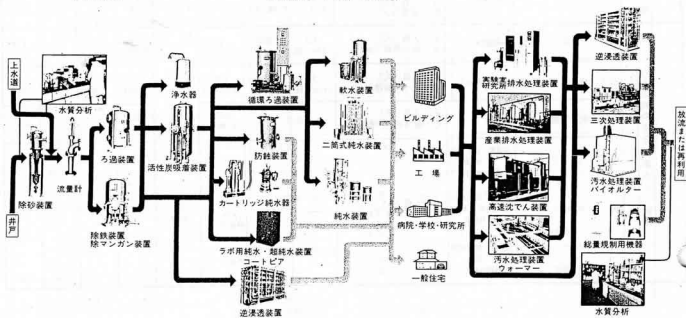 上水道
水質分析
井戸
除砂装置
流量計
ろ過装置
除鉄装置
除マンガン装置
浄水器
活性炭吸着装置
循環ろ過装置
防蝕装置
カートリッジ純水器
ラボ用純水・超純水装置
コートピア
逆浸透装置
軟水装置
二筒式純水装置
純水装置
ビルディング
工場
病院・学校・研究所
一般住宅
実験室
研究所
排水処理装置
産業排水処理装置
高速沈でん装置
汚水処理装置
ウォーマー
逆浸透装置
三次処理装置
汚水処理装置
バイオルター
総量規制用機器
水質分析
放流または再利用